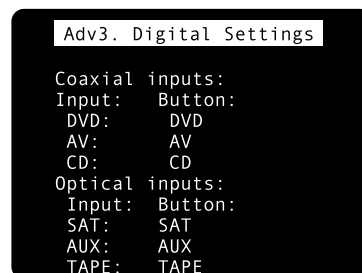 Adv3. Digital Settings
Coaxial inputs:
Input: Button:
DVD: DVD
AV: AV
CD: CD
Optical inputs:
Input: Button:
SAT: SAT
AUX: AUX
TAPE: TAPE